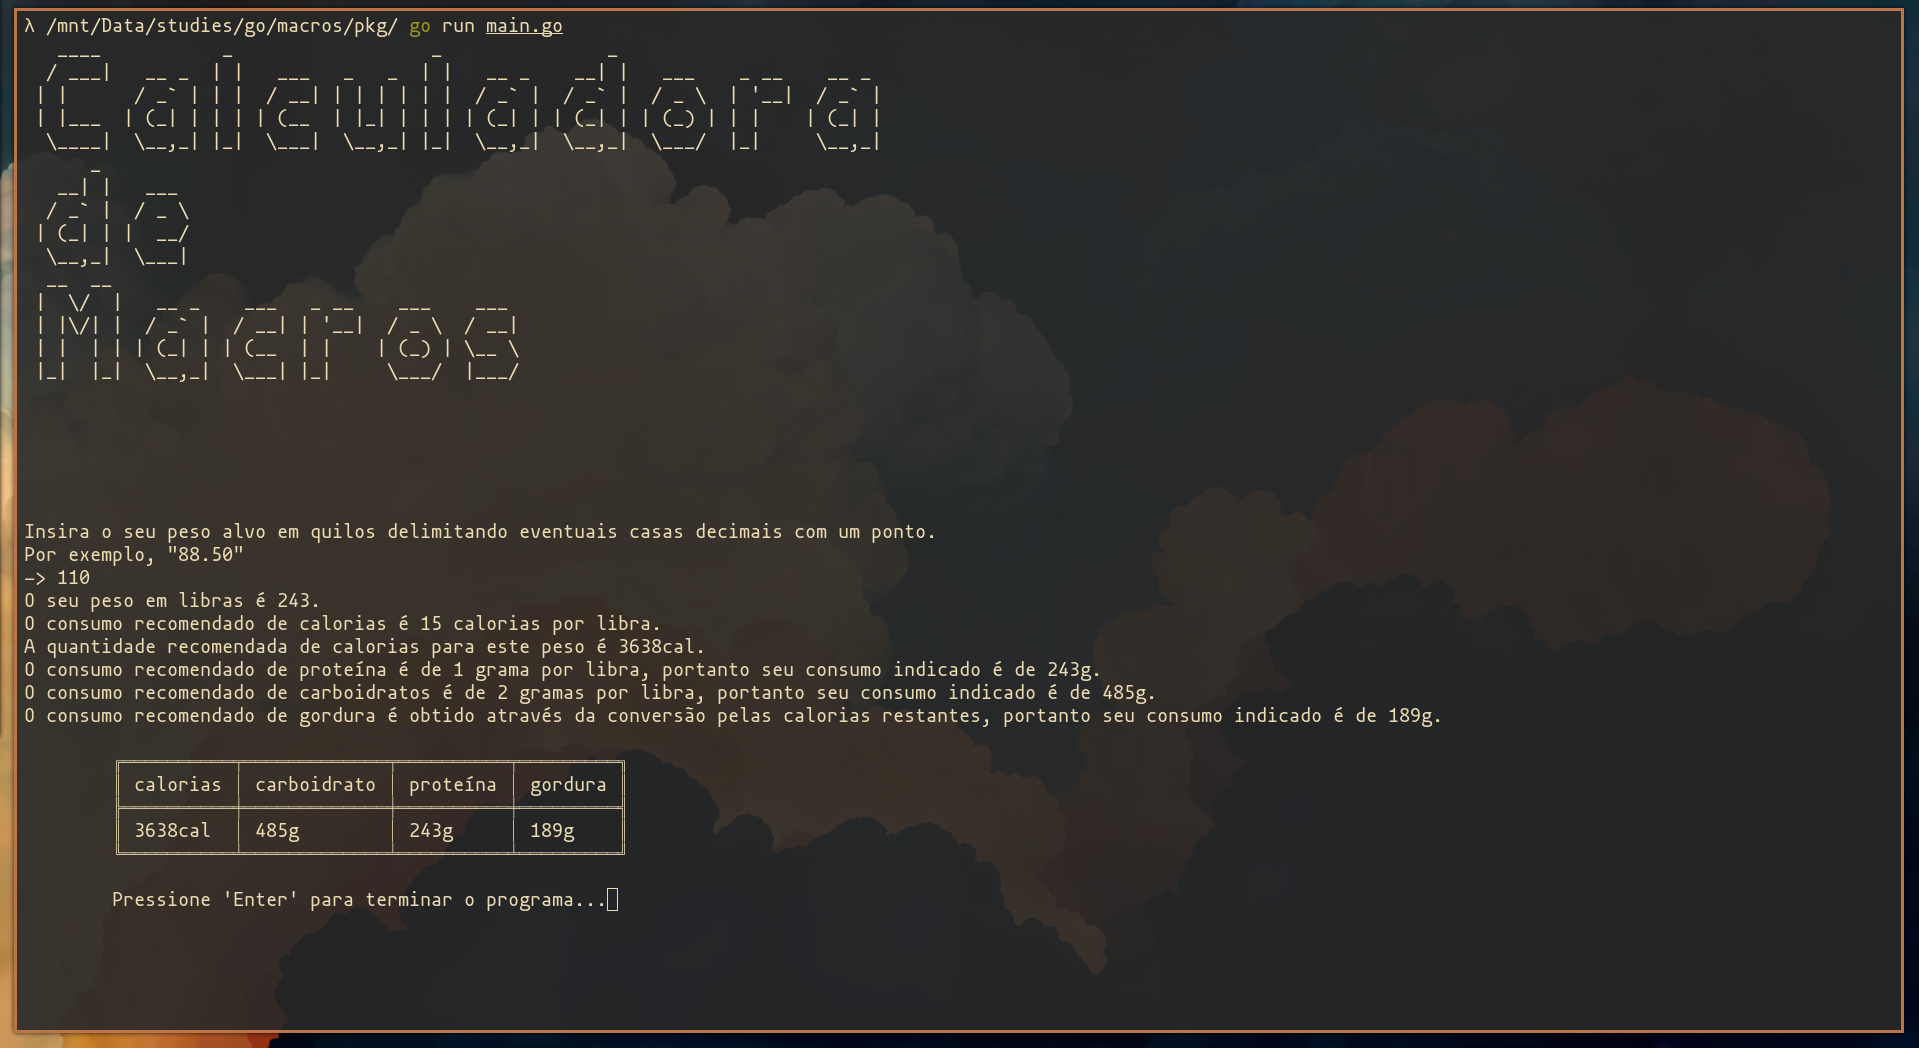 λ /mnt/Data/studies/go/macros/pkg/ go run main.go
Calculadora
de
Macros
Insira o seu peso alvo em quilos delimitando eventuais casas decimais com um ponto.
Por exemplo, "88.50"
—> 110
O seu peso em libras é 243.
O consumo recomendado de calorias é 15 calorias por libra.
A quantidade recomendada de calorias para este peso é 3638cal.
O consumo recomendado de proteína é de 1 grama por libra, portanto seu consumo indicado é de 243g.
O consumo recomendado de carboidratos é de 2 gramas por libra, portanto seu consumo indicado é de 485g.
O consumo recomendado de gordura é obtido através da conversão pelas calorias restantes, portanto seu consumo indicado é de 189g.
calorias carboidrato proteína gordura
3638cal 485g 243g 189g
Pressione 'Enter' para terminar o programa...